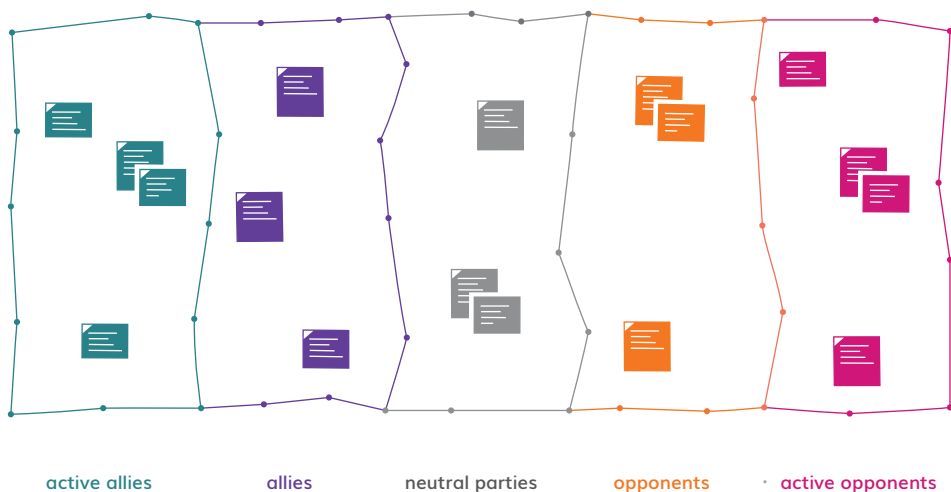 active allies
allies
neutral parties
opponents
active opponents